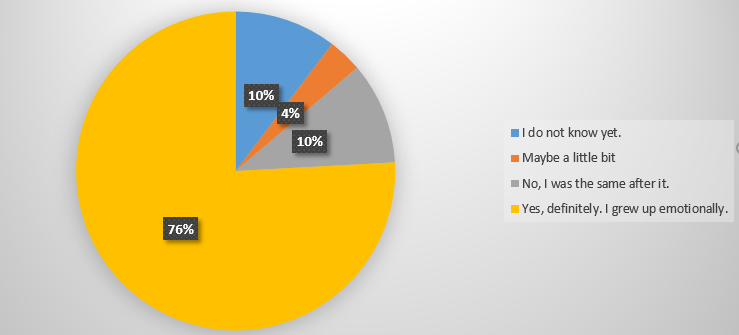 10%
4%
10%
76%
I do not know yet.
Maybe a little bit
No, I was the same after it.
Yes, definitely. I grew up emotionally.